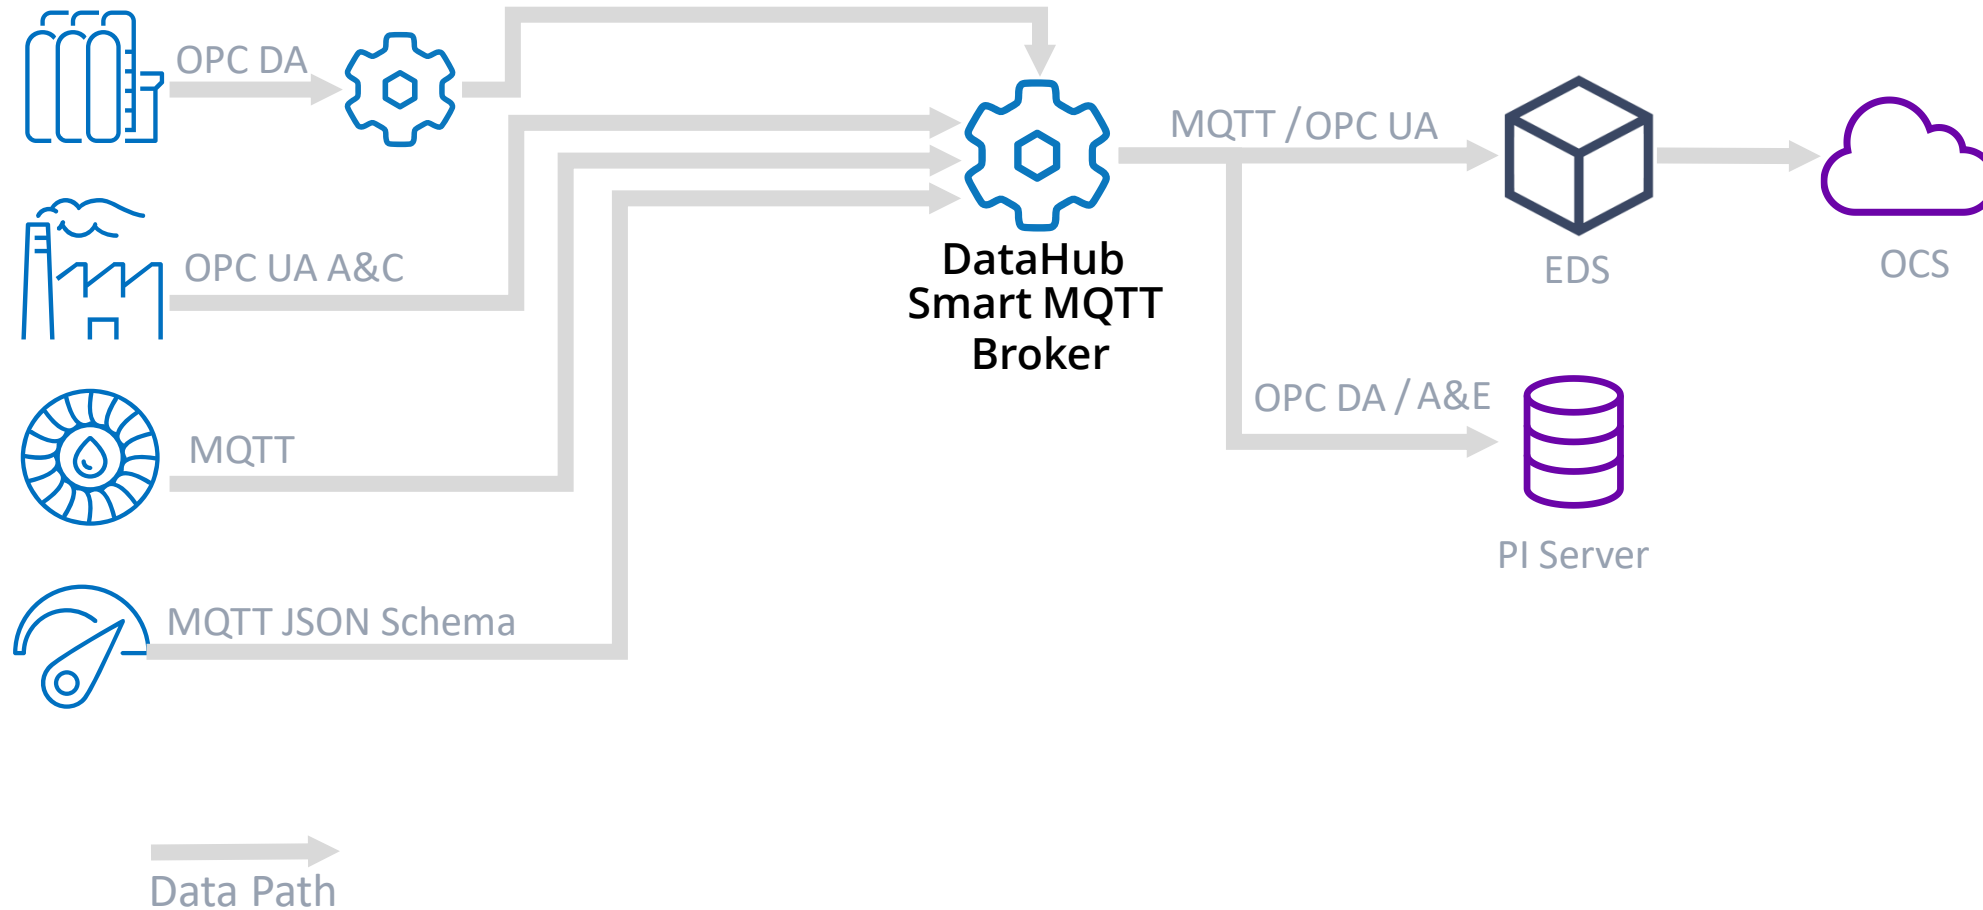 OPC DA
MQTT / OPC UA
OPC UA A&C
DataHub
Smart MQTT
Broker
EDS
OCS
OPC DA / A&E
MQTT
PI Server
MQTT JSON Schema
Data Path